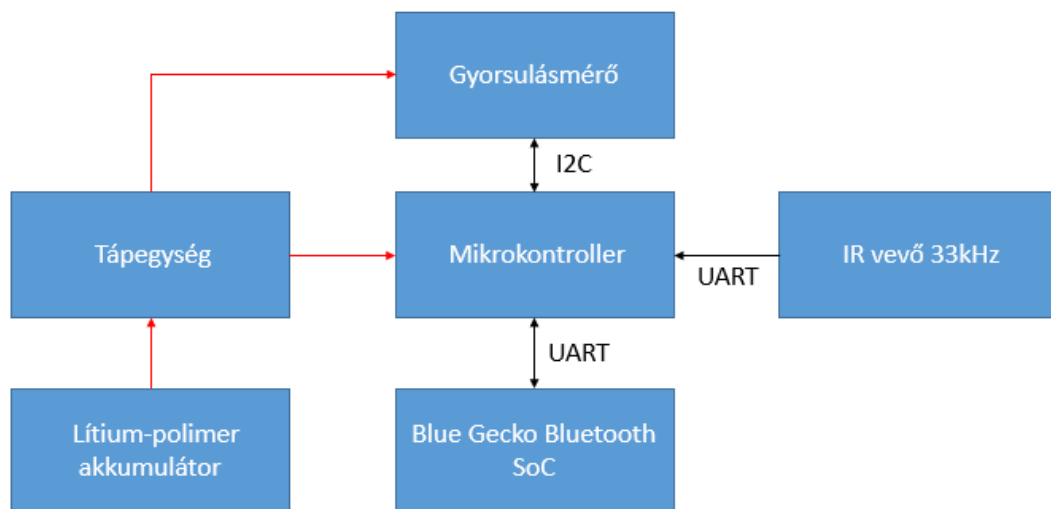 Gyorsulásmérő
I2C
Tápegység
Mikrokontroller
UART
IR vevő 33kHz
UART
Lítium-polimer
akkumulátor
Blue Gecko Bluetooth
SoC